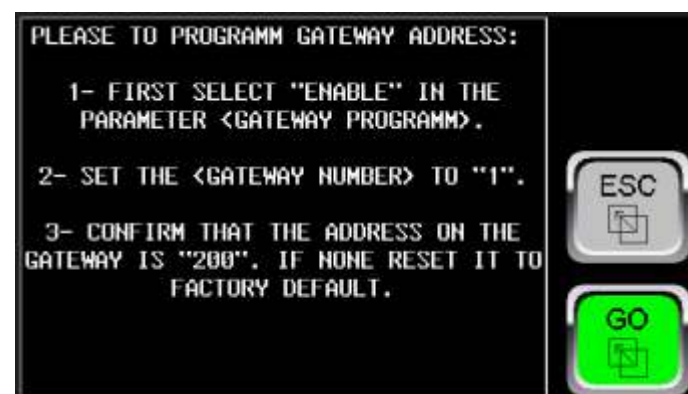 PLEASE TO PROGRAMM GATEWAY ADDRESS:
1- FIRST SELECT "ENABLE" IN THE
PARAMETER <GATEWAY PROGRAMM>.
2- SET THE <GATEWAY NUMBER> TO "1".
3- CONFIRM THAT THE ADDRESS ON THE
GATEWAY IS "200". IF NONE RESET IT TO
FACTORY DEFAULT.
ESC
GO